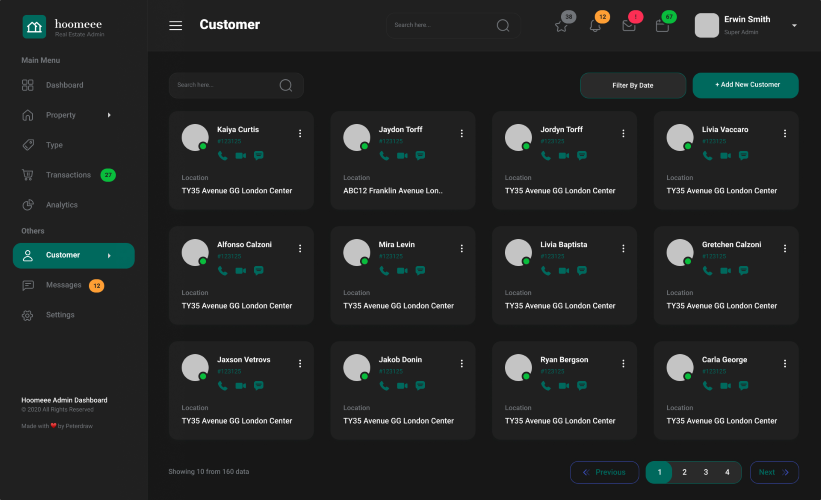 hoomeee
Real Estate Admin
Customer
Search here...
38
12
7
67
Erwin Smith
Super Admin
Main Menu
Dashboard
Property
Type
Transactions
27
Analytics
Others
Customer
Messages
12
Settings
Hoomeee Admin Dashboard
© 2020 All Rights Reserved
Made with ❤ by Peterdraw
Search here...
Filter By Date
+ Add New Customer
Kaiya Curtis
#123125
Location
TY35 Avenue GG London Center
Jaydon Torff
#123125
Location
ABC12 Franklin Avenue Lon..
Jordyn Torff
#123125
Location
TY35 Avenue GG London Center
Livia Vaccaro
#123125
Location
TY35 Avenue GG London Center
Alfonso Calzoni
#123125
Location
TY35 Avenue GG London Center
Mira Levin
#123125
Location
TY35 Avenue GG London Center
Livia Baptista
#123125
Location
TY35 Avenue GG London Center
Gretchen Calzoni
#123125
Location
TY35 Avenue GG London Center
Jaxson Vetrovs
#123125
Location
TY35 Avenue GG London Center
Jakob Donin
#123125
Location
TY35 Avenue GG London Center
Ryan Bergson
#123125
Location
TY35 Avenue GG London Center
Carla George
#123125
Location
TY35 Avenue GG London Center
Showing 10 from 160 data
Previous
1
2
3
4
Next